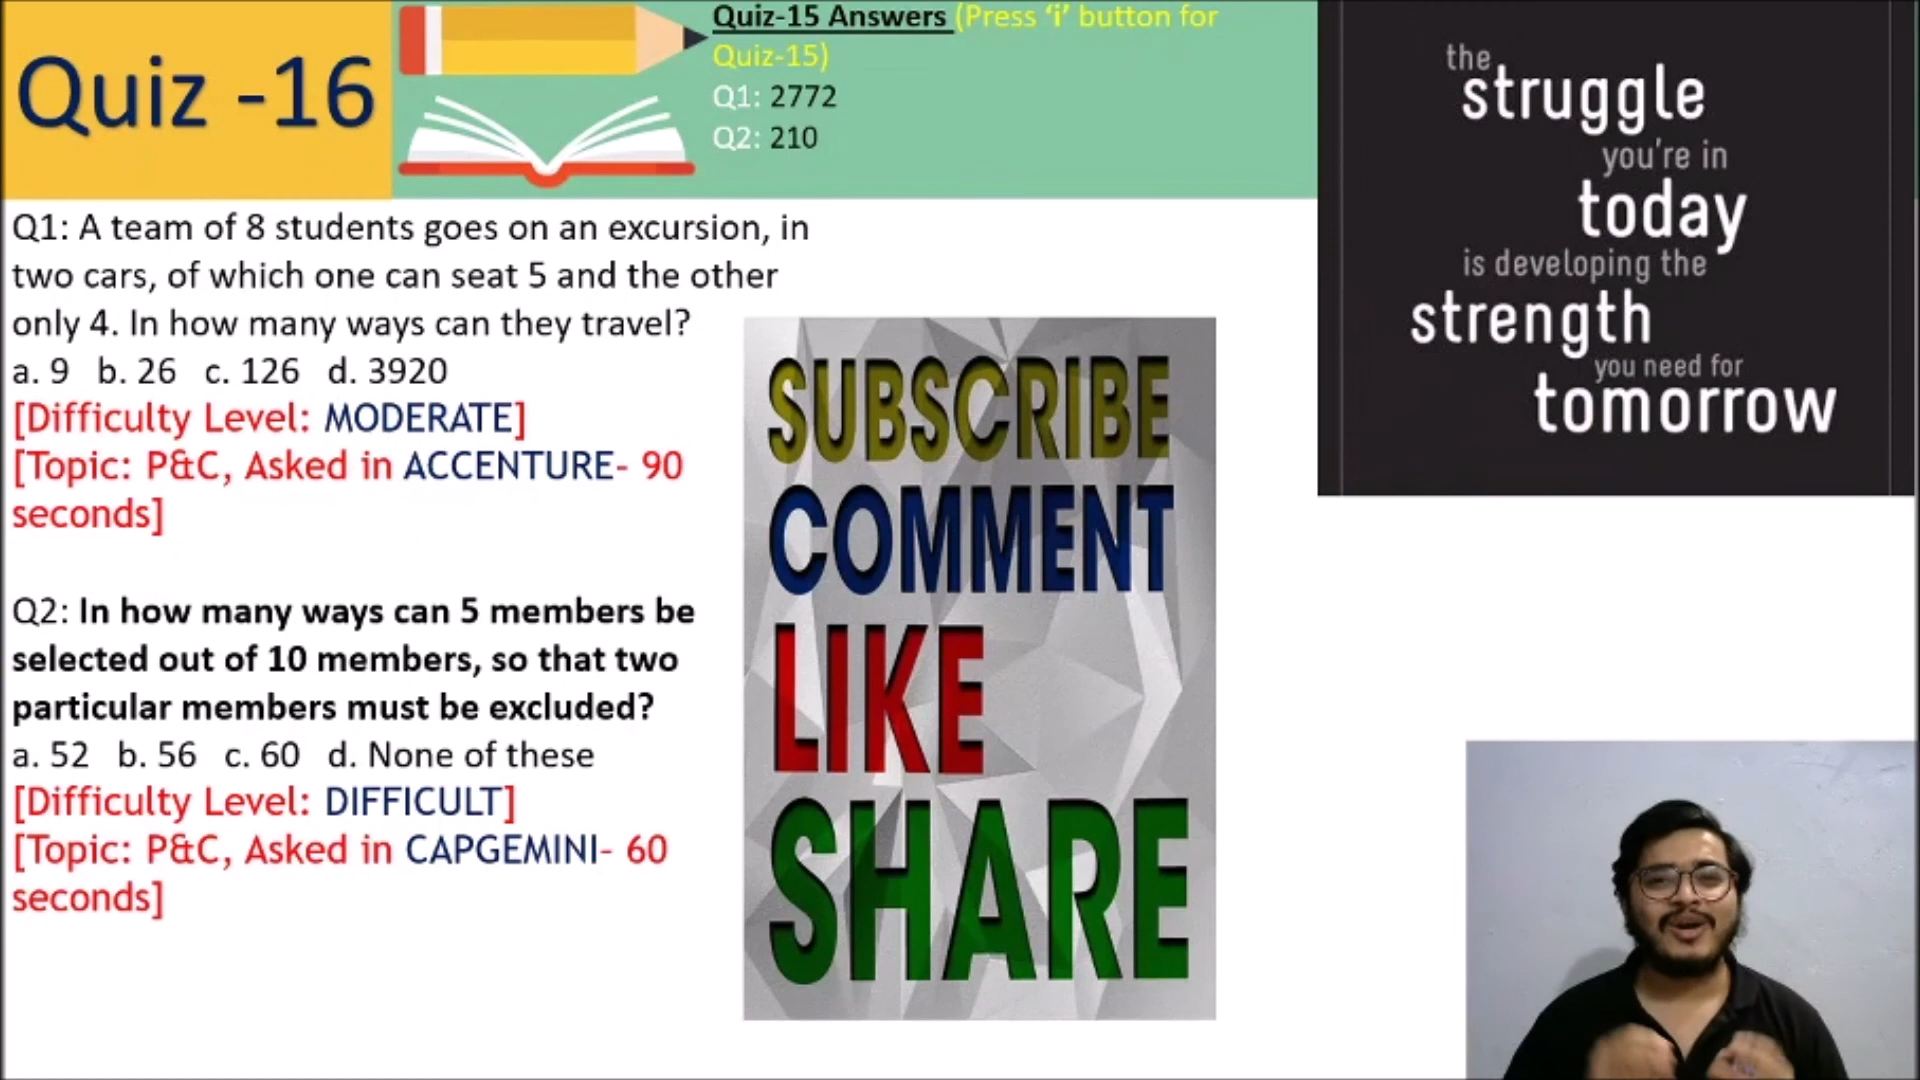 Quiz -16
Quiz-15 Answers (Press ‘i’ button for
Quiz-15)
Q1: 2772
Q2: 210
the
struggle
you're in
today
is developing the
strength
you need for
tomorrow
Q1: A team of 8 students goes on an excursion, in
two cars, of which one can seat 5 and the other
only 4. In how many ways can they travel?
a. 9 b. 26 c. 126 d. 3920
[Difficulty Level: MODERATE]
[Topic: P&C, Asked in ACCENTURE- 90
seconds]
Q2: In how many ways can 5 members be
selected out of 10 members, so that two
particular members must be excluded?
a. 52 b. 56 c. 60 d. None of these
[Difficulty Level: DIFFICULT]
[Topic: P&C, Asked in CAPGEMINI- 60
seconds]
SUBSCRIBE
COMMENT
LIKE
SHARE